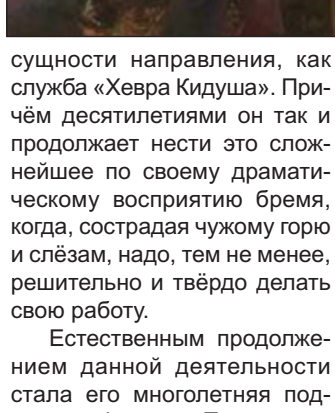 сущности направления, как
служба «Хевра Кидуша». При-
чём десятилетиями он так и
продолжает нести это слож-
нейшее по своему драмати-
ческому восприятию бремя,
когда, сострадая чужому горю
и слёзам, надо, тем не менее,
решительно и твёрдо делать
свою работу.
Естественным продолже-
нием данной деятельности
стала его многолетняя под-